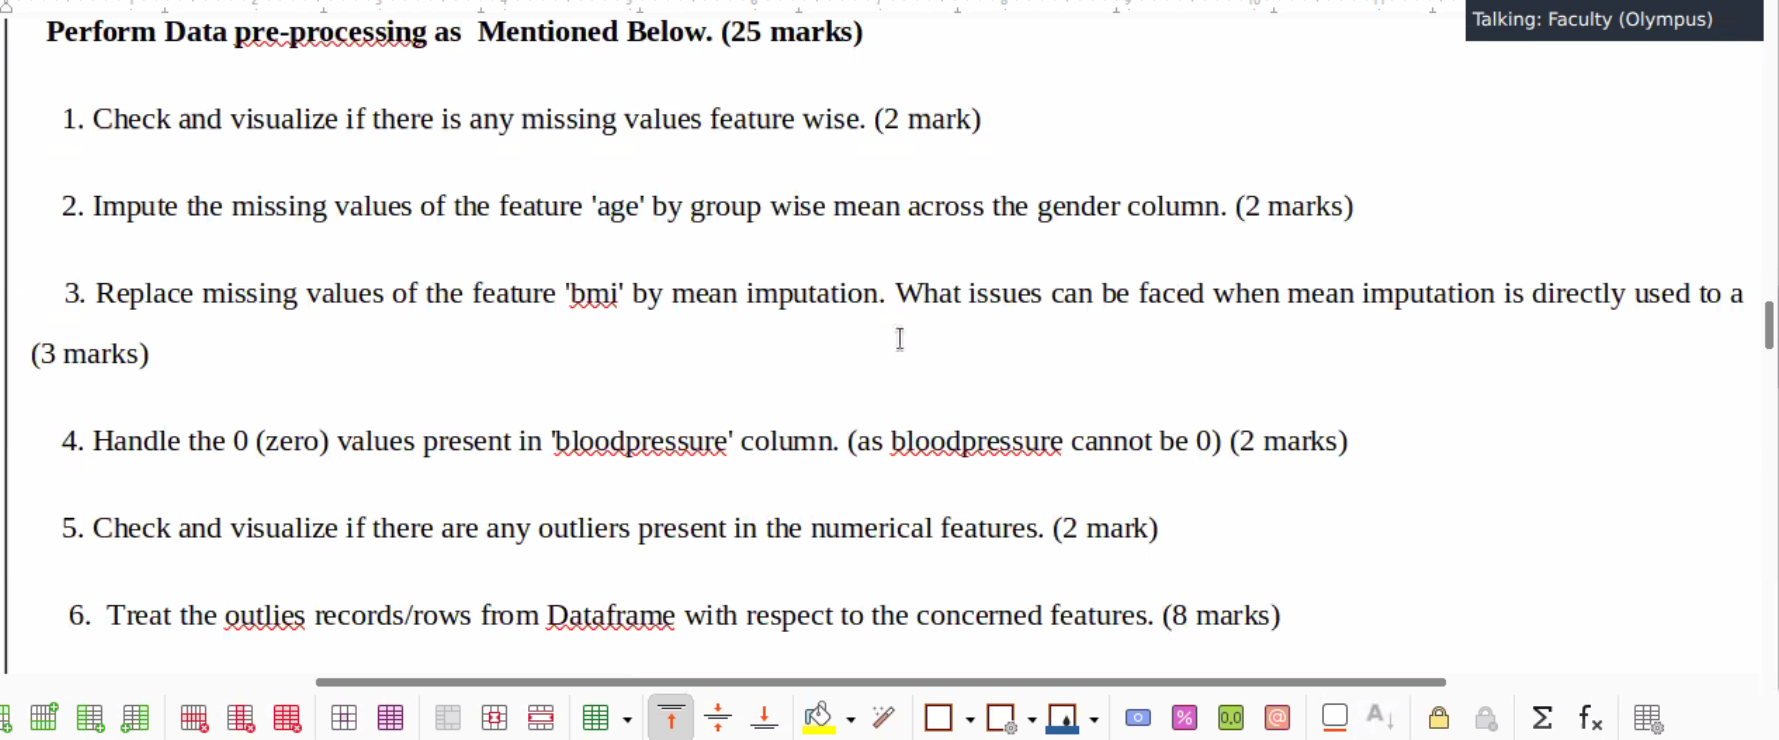 Talking: Faculty (Olympus)
Perform Data pre-processing as Mentioned Below. (25 marks)
1. Check and visualize if there is any missing values feature wise. (2 mark)
2. Impute the missing values of the feature 'age' by group wise mean across the gender column. (2 marks)
3. Replace missing values of the feature 'bmi' by mean imputation. What issues can be faced when mean imputation is directly used to a
(3 marks)
4. Handle the 0 (zero) values present in 'bloodpressure' column. (as bloodpressure cannot be 0) (2 marks)
5. Check and visualize if there are any outliers present in the numerical features. (2 mark)
6. Treat the outlies records/rows from Dataframe with respect to the concerned features. (8 marks)